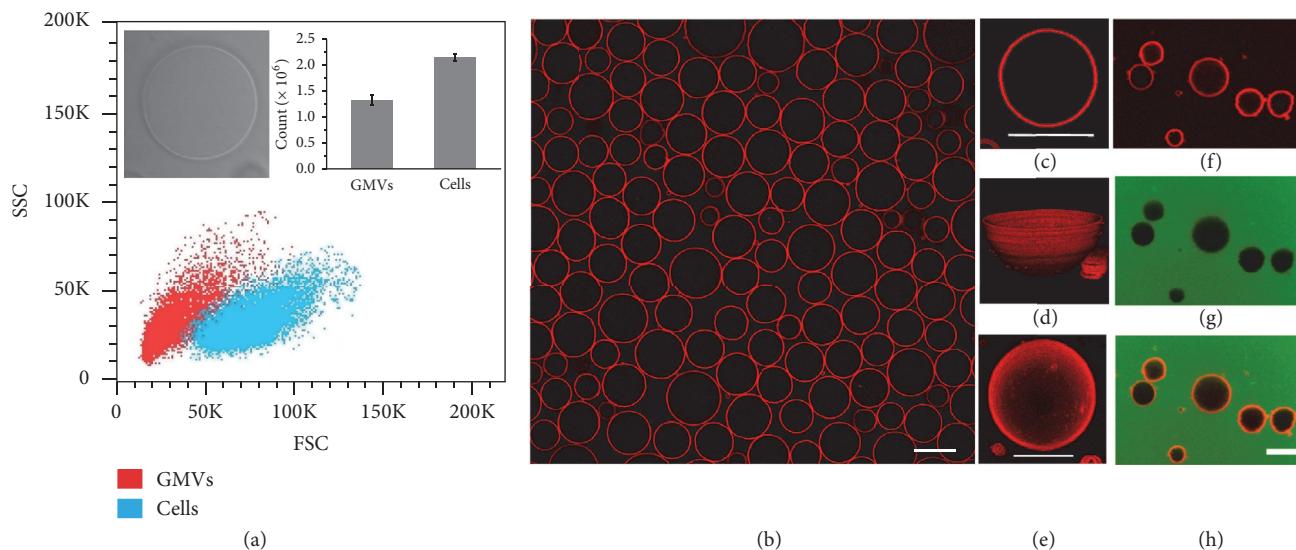 200K
150K
100K
50K
0
SSC
0 50K 100K 150K 200K
FSC
2.5
2.0
1.5
1.0
0.5
0.0
Count (× 10⁶)
GMVs Cells
GMVs
Cells
(a)
(b)
(c)
(d)
(e)
(f)
(g)
(h)